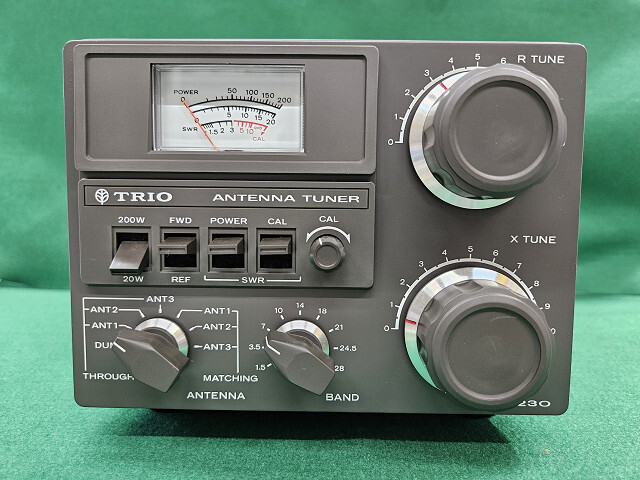 POWER
0 50 100 150 200
0 5 10 15 20
1 1.5 2 3 5 10 ∞
SWR
CAL
TRIO
ANTENNA TUNER
200W FWD POWER CAL CAL
20W REF SWR
ANT3
ANT2 ANT1
ANT1 ANT2
ANT3
THROUGH MATCHING
ANTENNA
10 14 18
7 21
3.5 24.5
1.5 28
BAND
R TUNE
0 1 2 3 4 5 6
X TUNE
0 1 2 3 4 5 6 7 8 9
230